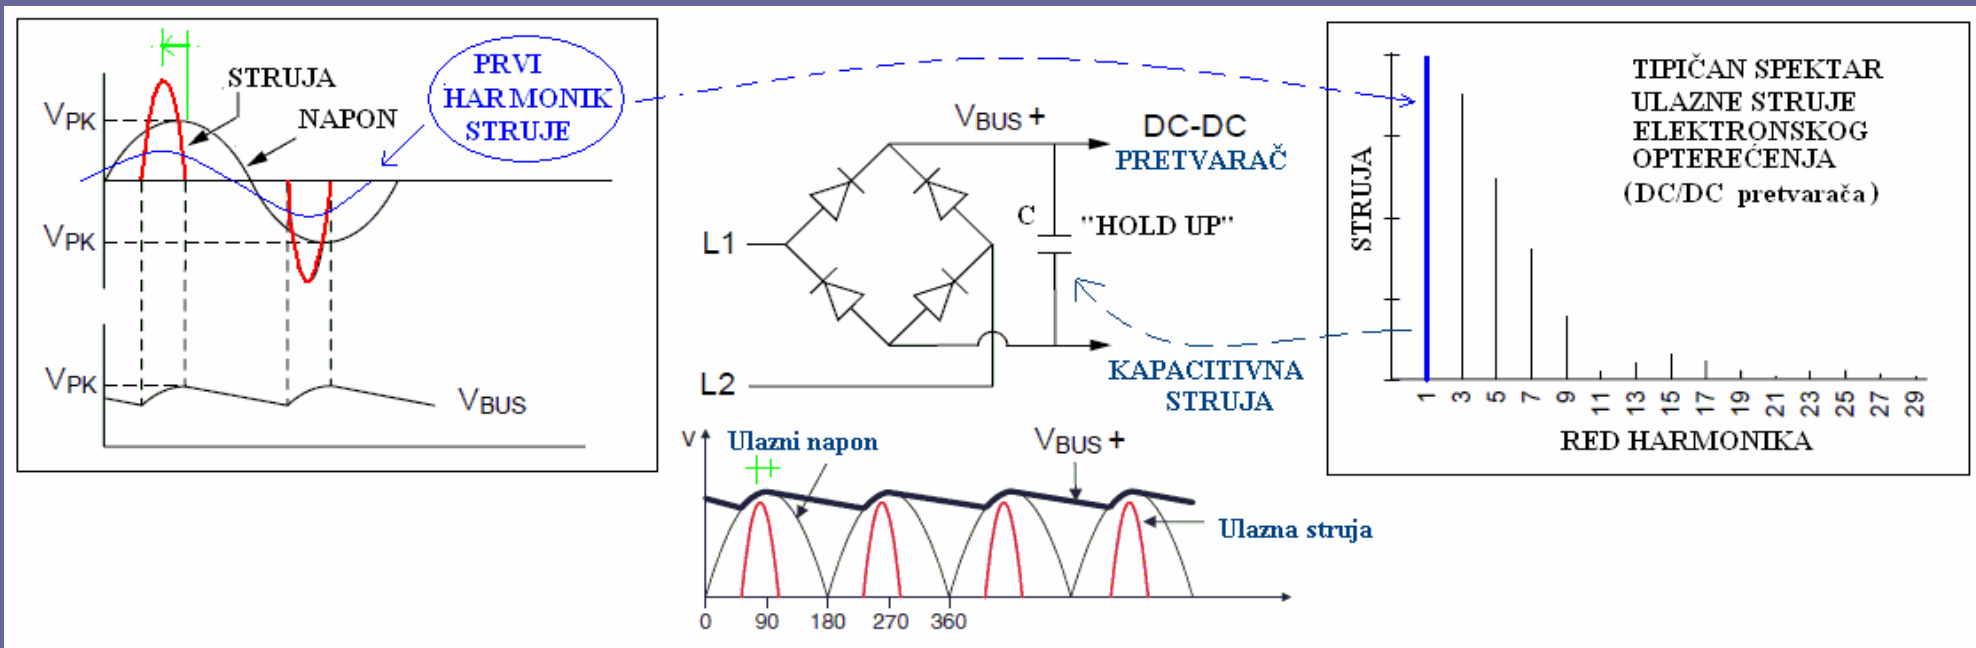 STRUJA
NAPON
VPK
VPK
VPK
VBUS
PRVI
HARMONIK
STRUJE
VBUS +
DC-DC
PRETVARAČ
C
"HOLD UP"
L1
L2
KAPACITIVNA
STRUJA
V
Ulazni napon
VBUS +
Ulazna struja
0 90 180 270 360
TIPIČAN SPEKTAR
ULAZNE STRUJE
ELEKTRONSKOG
OPTEREĆENJA
(DC/DC pretvarača)
STRUJA
1 3 5 7 9 11 13 15 17 19 21 23 25 27 29
RED HARMONIKA